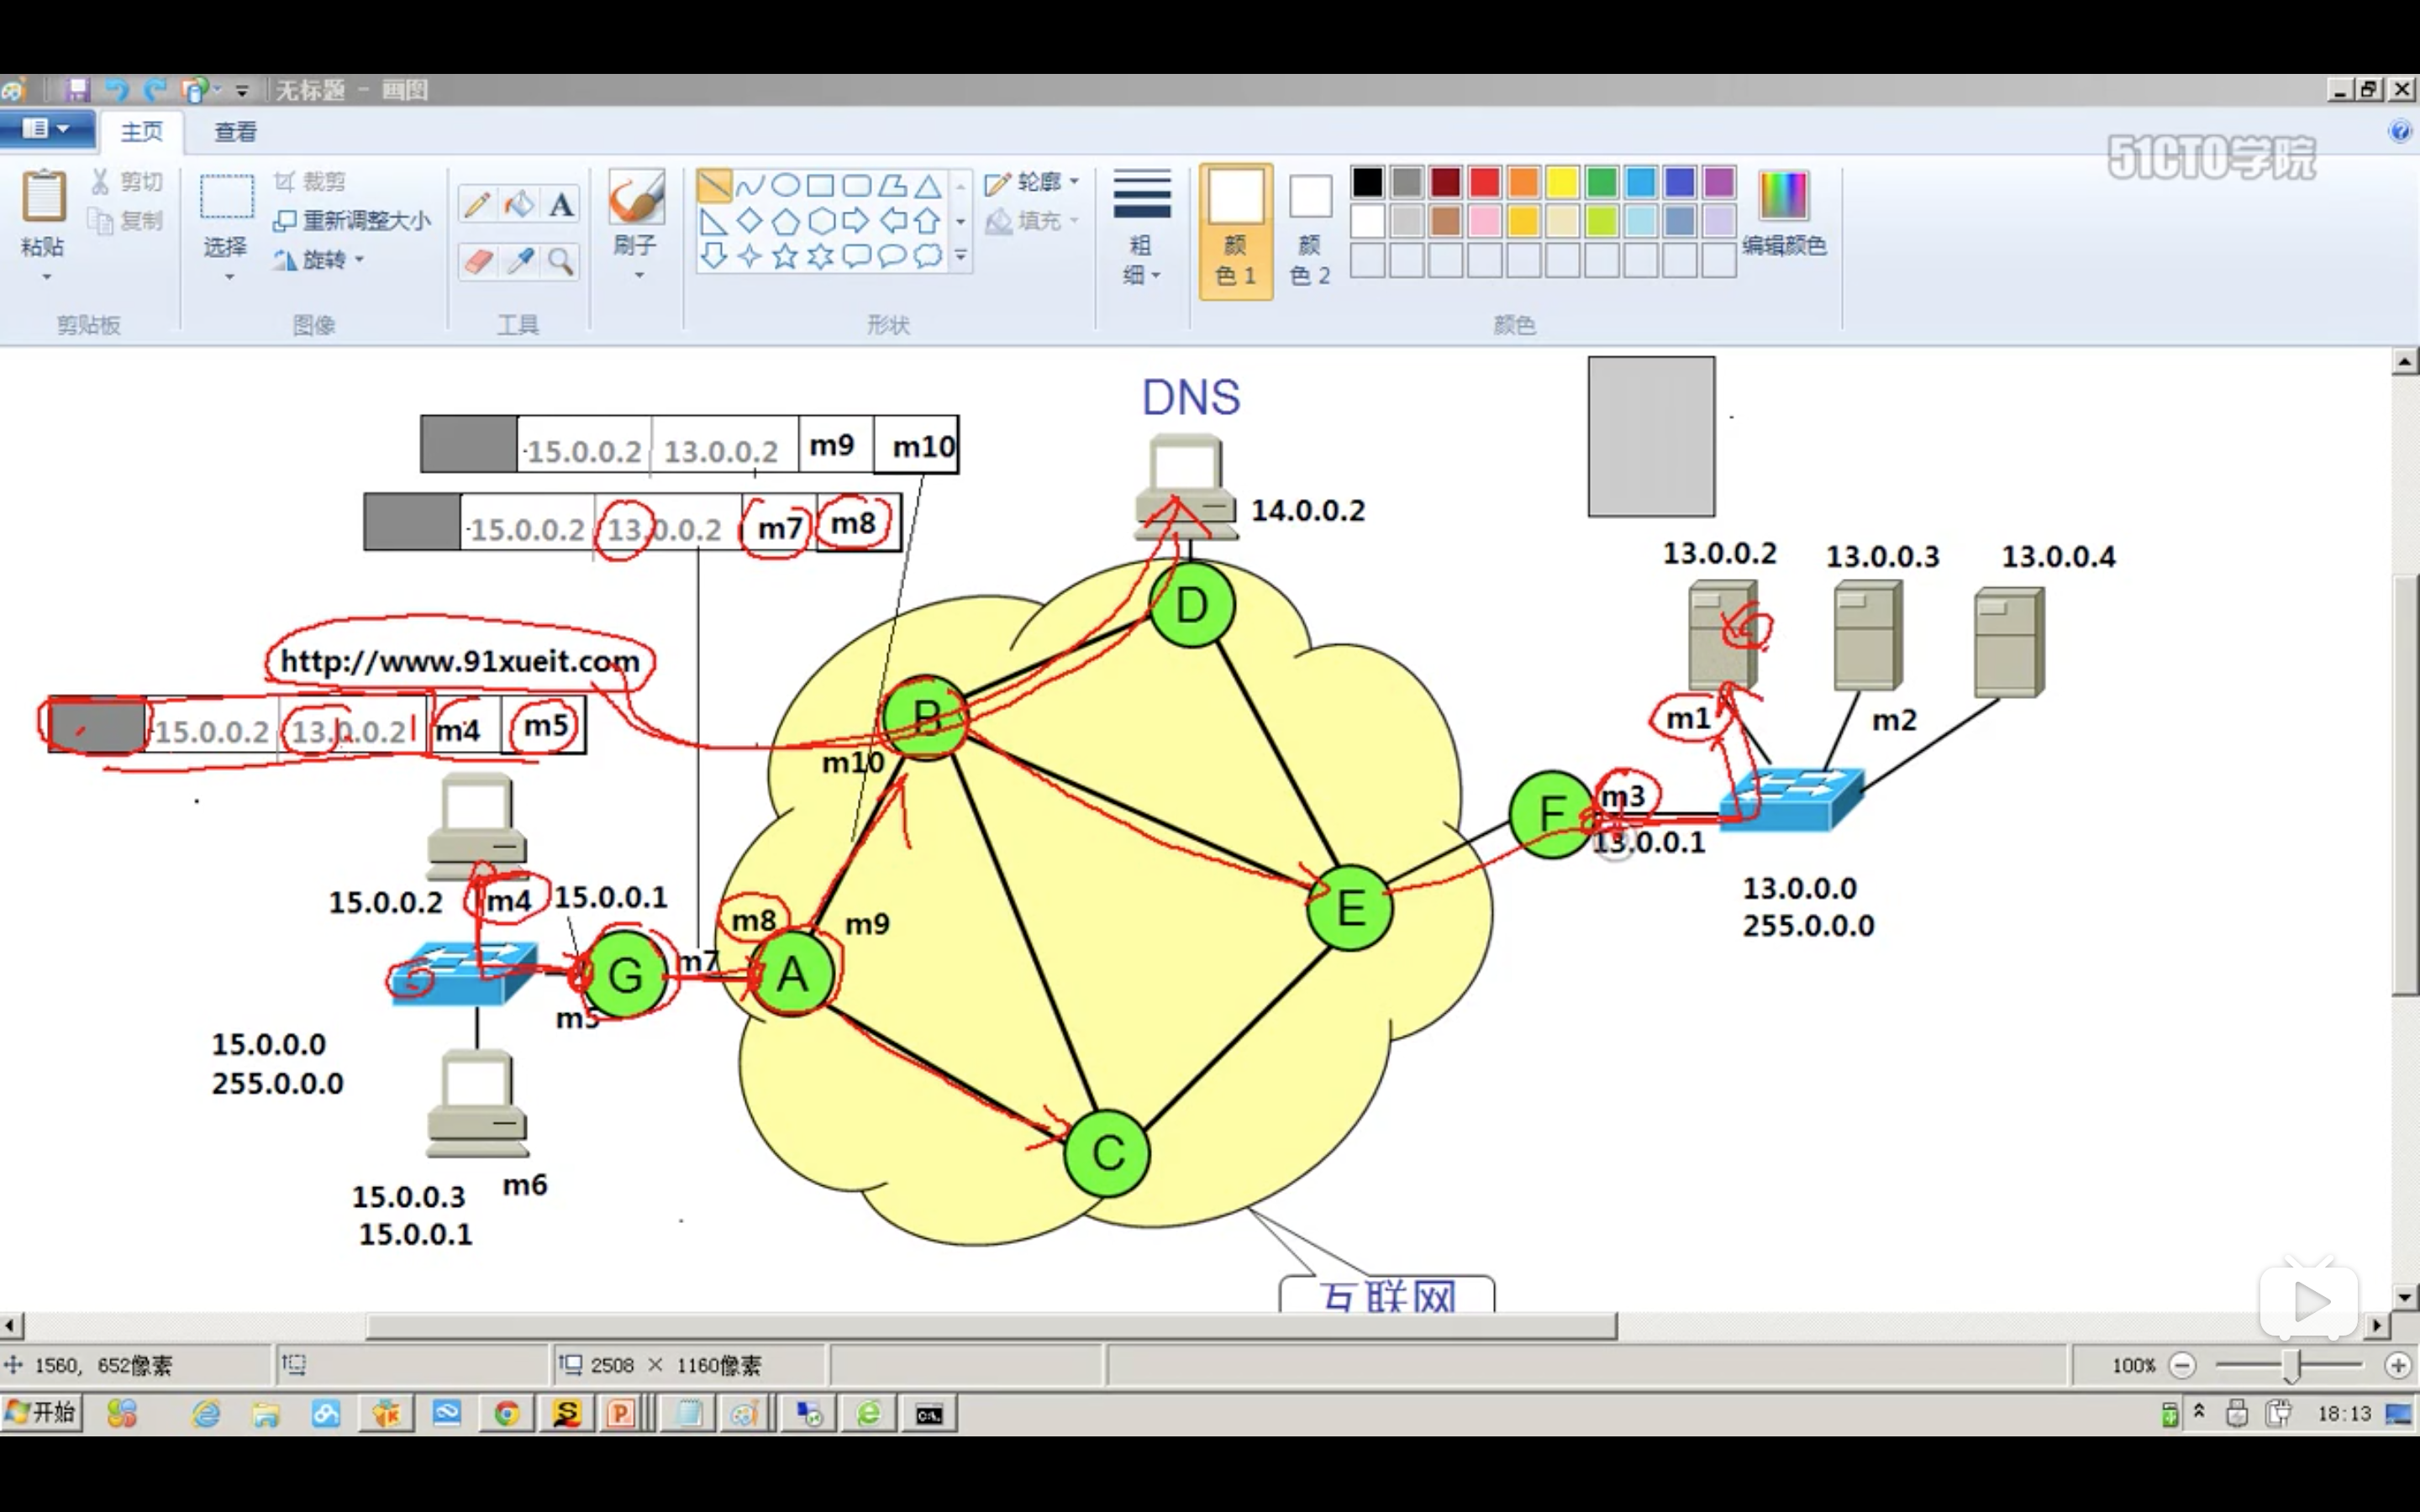 无标题 - 画图
主页 查看
51CTO学院
粘贴 剪切 复制 选择 裁剪 重新调整大小 旋转 A 刷子 轮廓 填充 粗细 颜色 1 颜色 2 编辑颜色
剪贴板 图像 工具 形状 颜色
DNS
15.0.0.2 13.0.0.2 m9 m10
15.0.0.2 13.0.0.2 m7 m8
14.0.0.2
13.0.0.2 13.0.0.3 13.0.0.4
D
http://www.91xueit.com
15.0.0.2 13.0.0.2 m4 m5
B
m10
m1 m2
F m3
13.0.0.1
15.0.0.2 m4 15.0.0.1
m8 m9
E
13.0.0.0
255.0.0.0
G m7 A
m5
15.0.0.0
255.0.0.0
C
15.0.0.3 m6
15.0.0.1
互联网
1560, 652像素 2508 × 1160像素 100%
开始 18:13